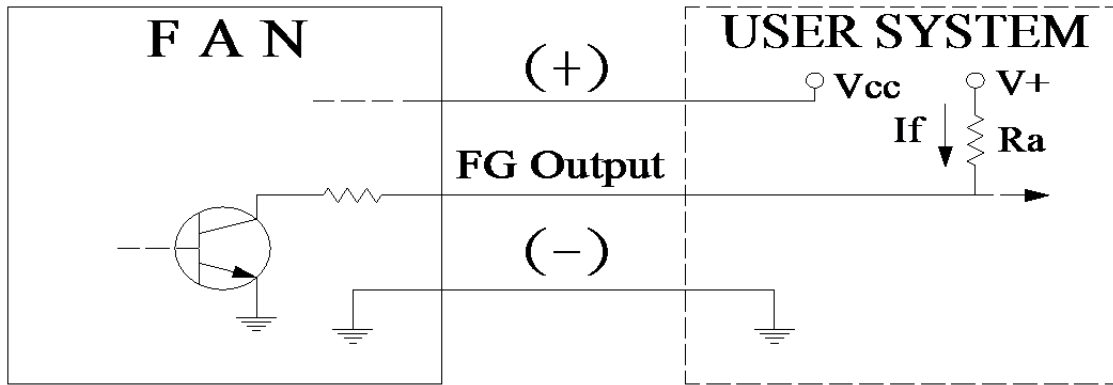 F A N
USER SYSTEM
(+)
Vcc
V+
If
Ra
FG Output
(-)